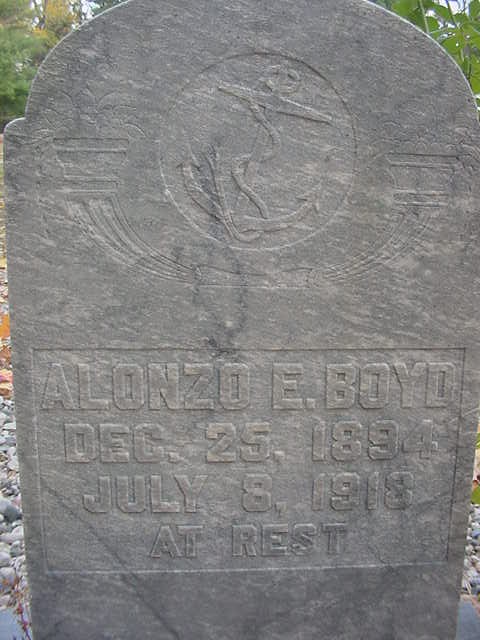 ALONZO E. BOYD
DEC. 25, 1894
JULY 8, 1918
AT REST